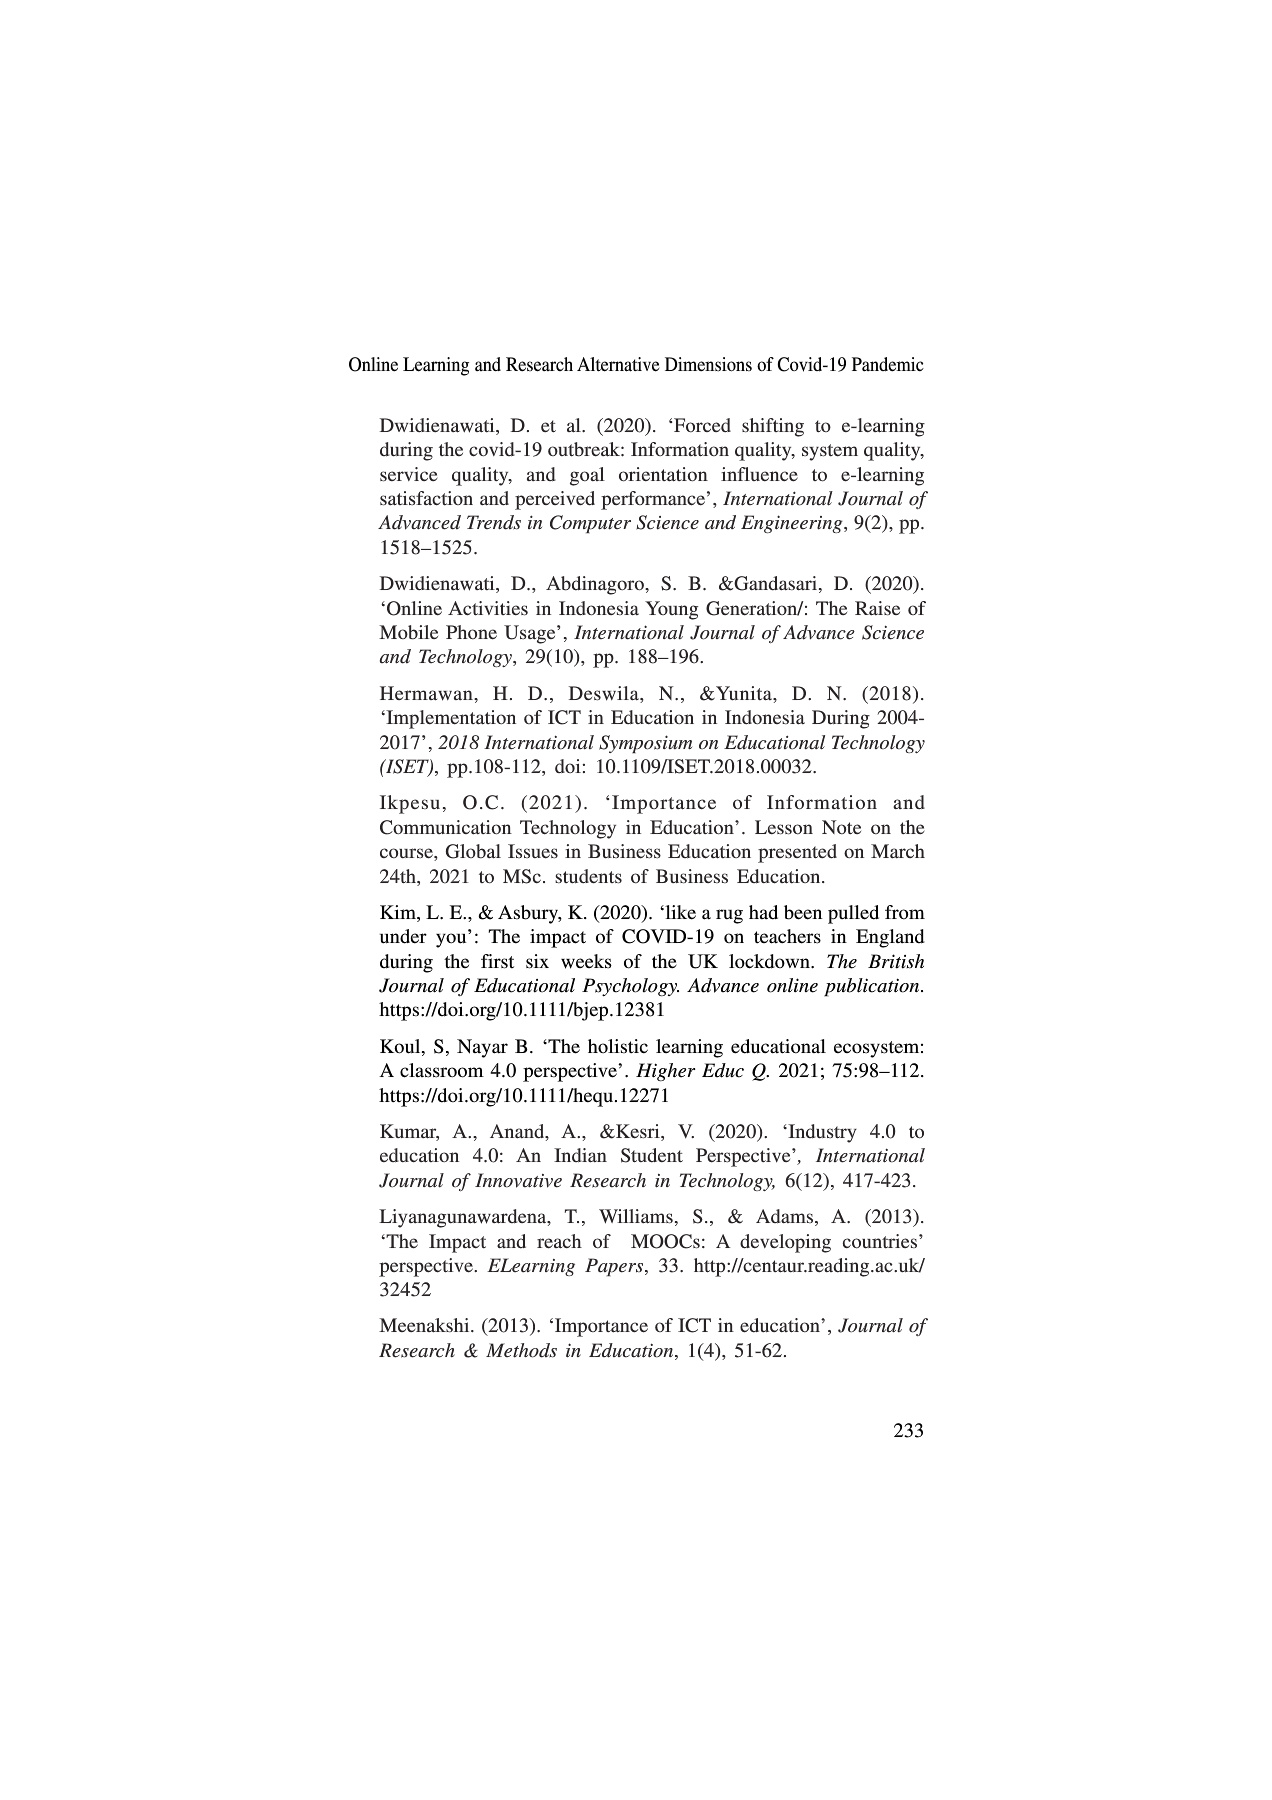 Online Learning and Research Alternative Dimensions of Covid-19 Pandemic
Dwidienawati, D. et al. (2020). ‘Forced shifting to e-learning
during the covid-19 outbreak: Information quality, system quality,
service quality, and goal orientation influence to e-learning
satisfaction and perceived performance’, International Journal of
Advanced Trends in Computer Science and Engineering, 9(2), pp.
1518–1525.
Dwidienawati, D., Abdinagoro, S. B. &Gandasari, D. (2020).
‘Online Activities in Indonesia Young Generation/: The Raise of
Mobile Phone Usage’, International Journal of Advance Science
and Technology, 29(10), pp. 188–196.
Hermawan, H. D., Deswila, N., &Yunita, D. N. (2018).
‘Implementation of ICT in Education in Indonesia During 2004-
2017’, 2018 International Symposium on Educational Technology
(ISET), pp.108-112, doi: 10.1109/ISET.2018.00032.
Ikpesu, O.C. (2021). ‘Importance of Information and
Communication Technology in Education’. Lesson Note on the
course, Global Issues in Business Education presented on March
24th, 2021 to MSc. students of Business Education.
Kim, L. E., & Asbury, K. (2020). ‘like a rug had been pulled from
under you’: The impact of COVID-19 on teachers in England
during the first six weeks of the UK lockdown. The British
Journal of Educational Psychology. Advance online publication.
https://doi.org/10.1111/bjep.12381
Koul, S, Nayar B. ‘The holistic learning educational ecosystem:
A classroom 4.0 perspective’. Higher Educ Q. 2021; 75:98–112.
https://doi.org/10.1111/hequ.12271
Kumar, A., Anand, A., &Kesri, V. (2020). ‘Industry 4.0 to
education 4.0: An Indian Student Perspective’, International
Journal of Innovative Research in Technology, 6(12), 417-423.
Liyanagunawardena, T., Williams, S., & Adams, A. (2013).
‘The Impact and reach of MOOCs: A developing countries’
perspective. ELearning Papers, 33. http://centaur.reading.ac.uk/
32452
Meenakshi. (2013). ‘Importance of ICT in education’, Journal of
Research & Methods in Education, 1(4), 51-62.
233